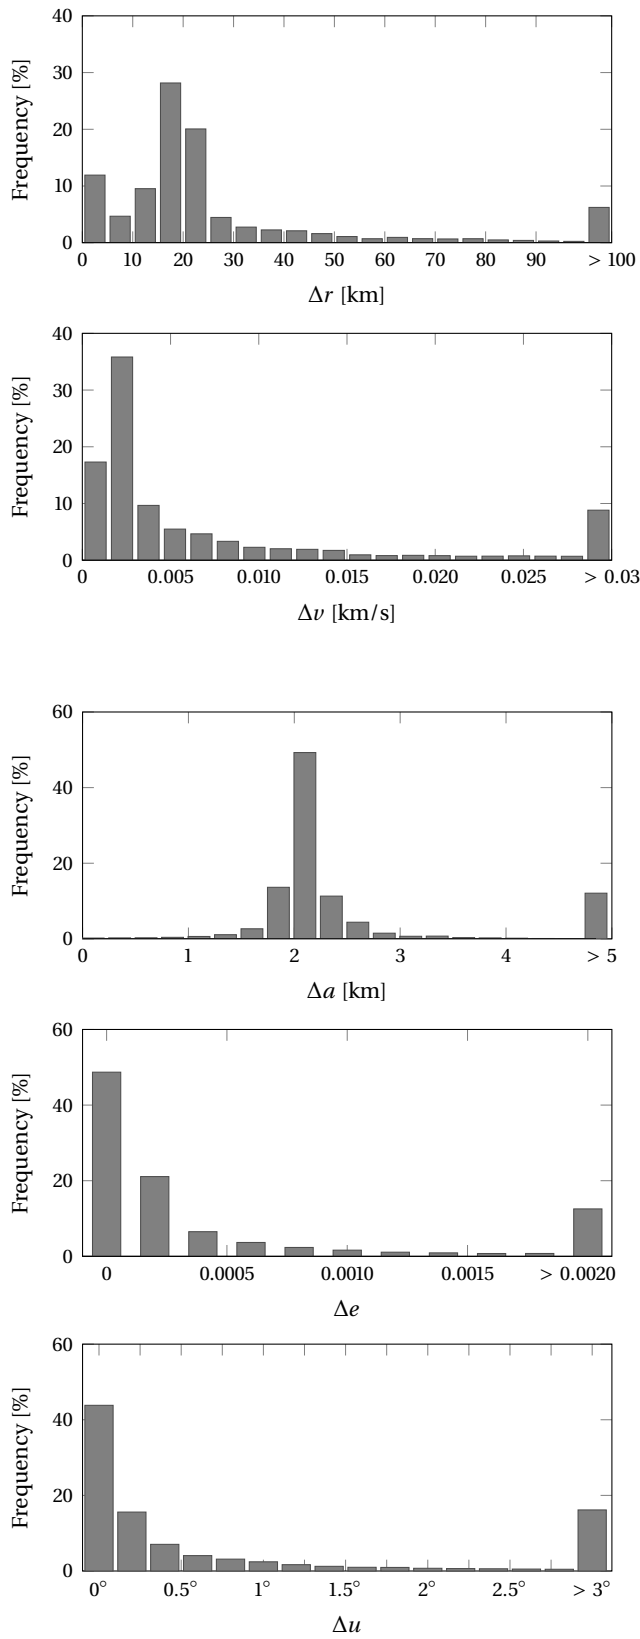 40
30
20
10
0
Frequency [%]
0 10 20 30 40 50 60 70 80 90 > 100
Δr [km]
40
30
20
10
0
Frequency [%]
0 0.005 0.010 0.015 0.020 0.025 > 0.03
Δv [km/s]
60
40
20
0
Frequency [%]
0 1 2 3 4 > 5
Δa [km]
60
40
20
0
Frequency [%]
0 0.0005 0.0010 0.0015 > 0.0020
Δe
60
40
20
0
Frequency [%]
0° 0.5° 1° 1.5° 2° 2.5° > 3°
Δu